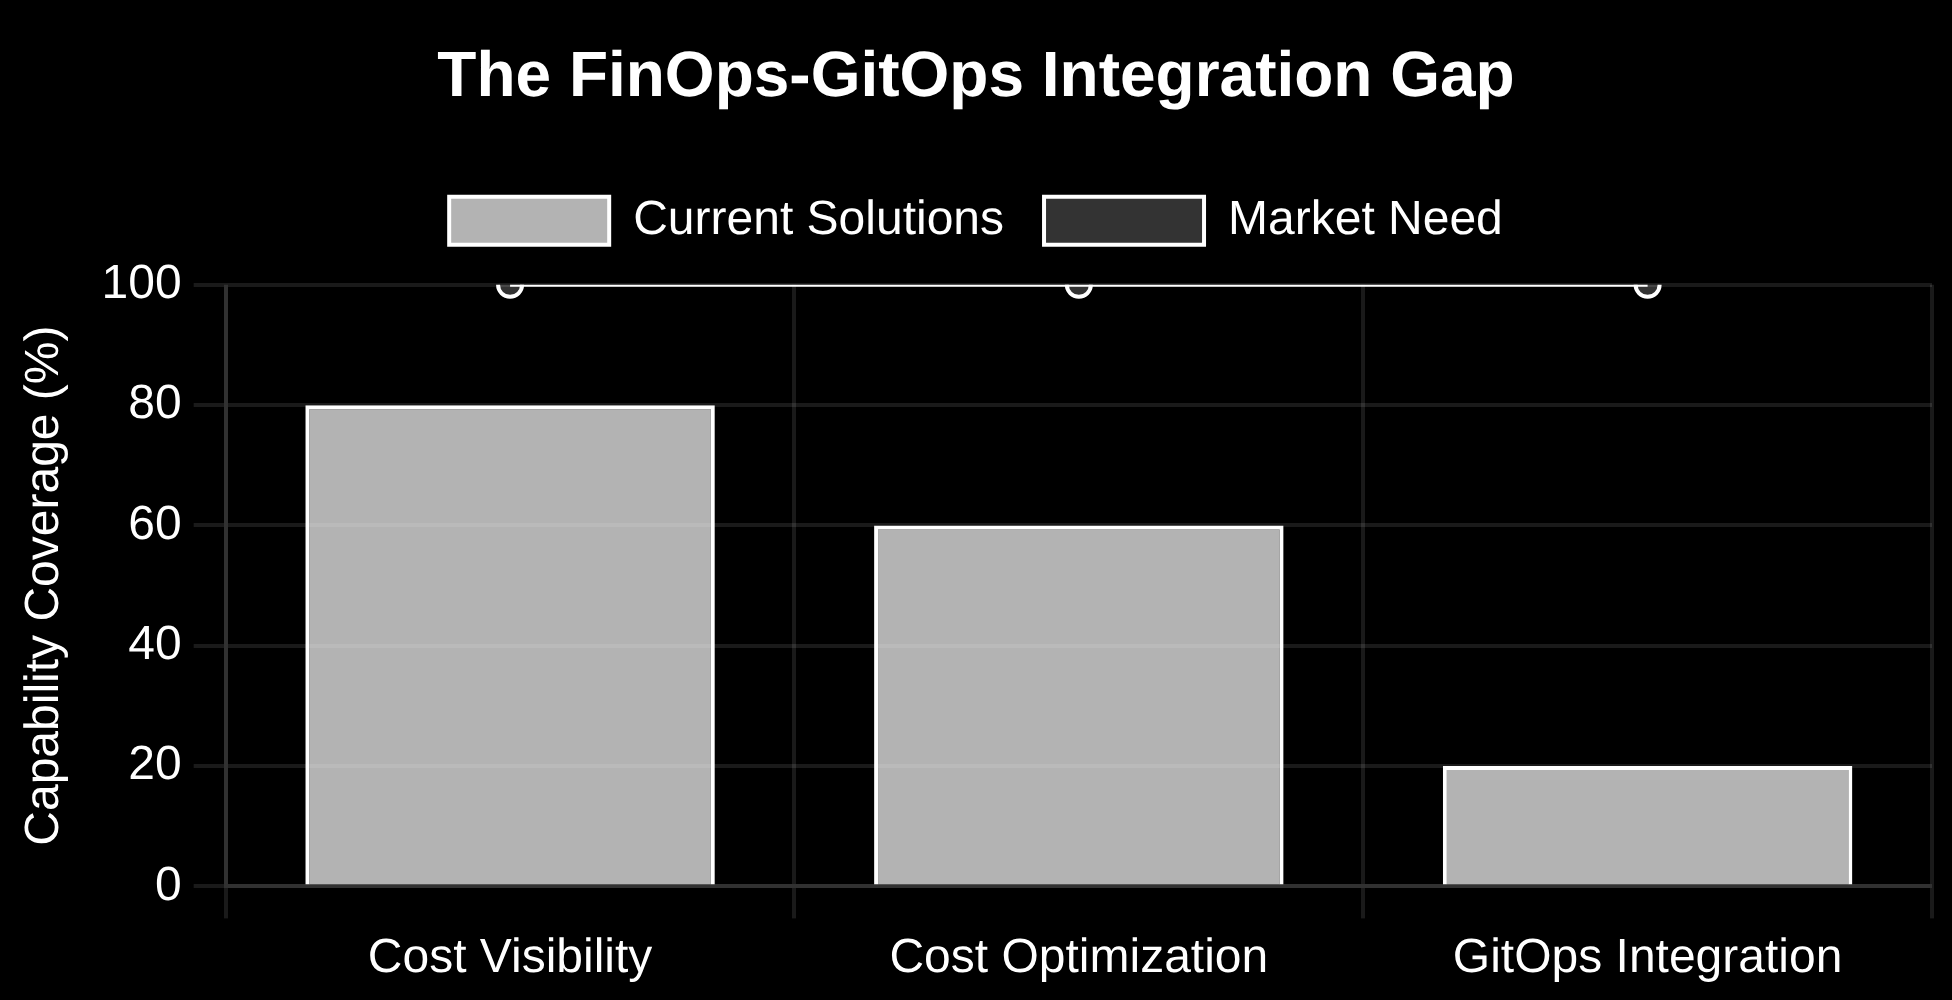 The FinOps-GitOps Integration Gap
Current Solutions
Market Need
Capability Coverage (%)
100
80
60
40
20
0
Cost Visibility
Cost Optimization
GitOps Integration